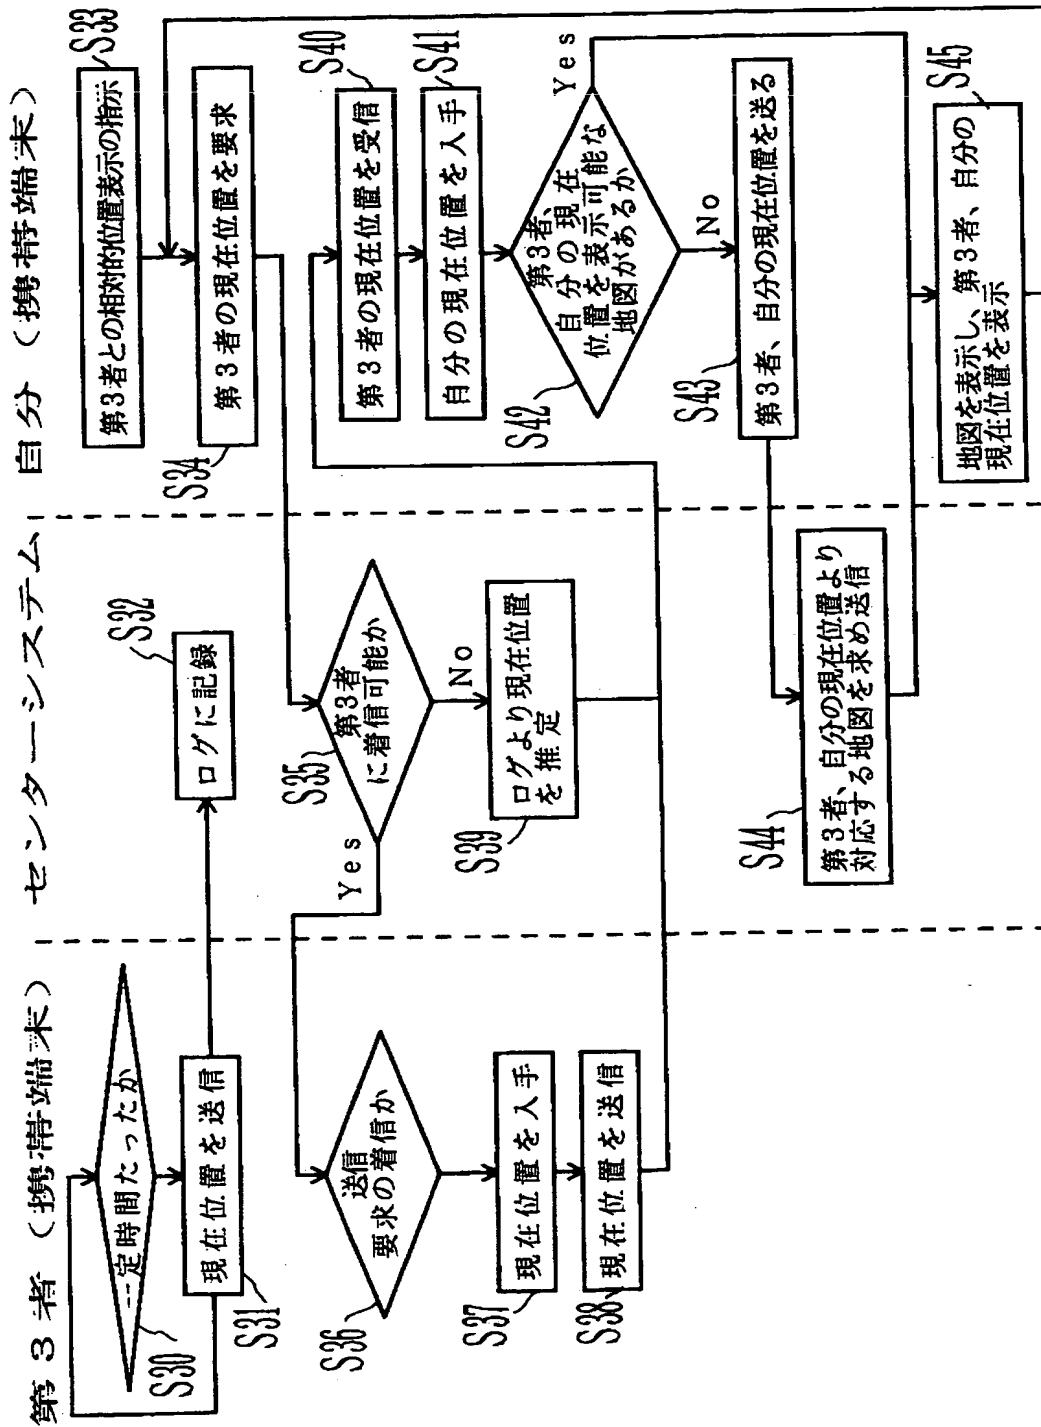 第3者（携帯端末）
センターシステム
自分（携帯端末）
一定時間たったか
S30
現在位置を送信
S31
ログに記録
S32
第3者との相対的位置表示の指示
S33
第3者の現在位置を要求
S34
第3者
に着信可能か
S35
Yes
No
送信
要求の着信か
S36
現在位置を入手
S37
現在位置を送信
S38
ログより現在位置
を推定
S39
第3者の現在位置を受信
S40
自分の現在位置を入手
S41
第3者、
自分の現在
位置を表示可能な
地図があるか
S42
Yes
No
第3者、自分の現在位置を送る
S43
第3者、自分の現在位置より
対応する地図を求め送信
S44
地図を表示し、第3者、自分の
現在位置を表示
S45